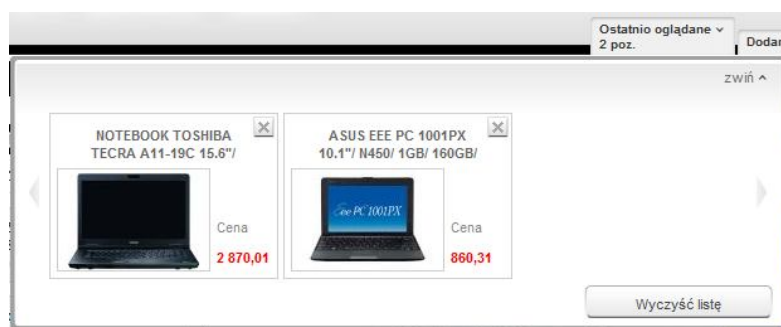 Ostatnio oglądane
2 poz.
zwiń
NOTEBOOK TOSHIBA
TECRA A11-19C 15.6"/
Cena
2 870,01
ASUS EEE PC 1001PX
10.1"/ N450/ 1GB/ 160GB/
Eee PC 1001PX
Cena
860,31
Wyczyść listę